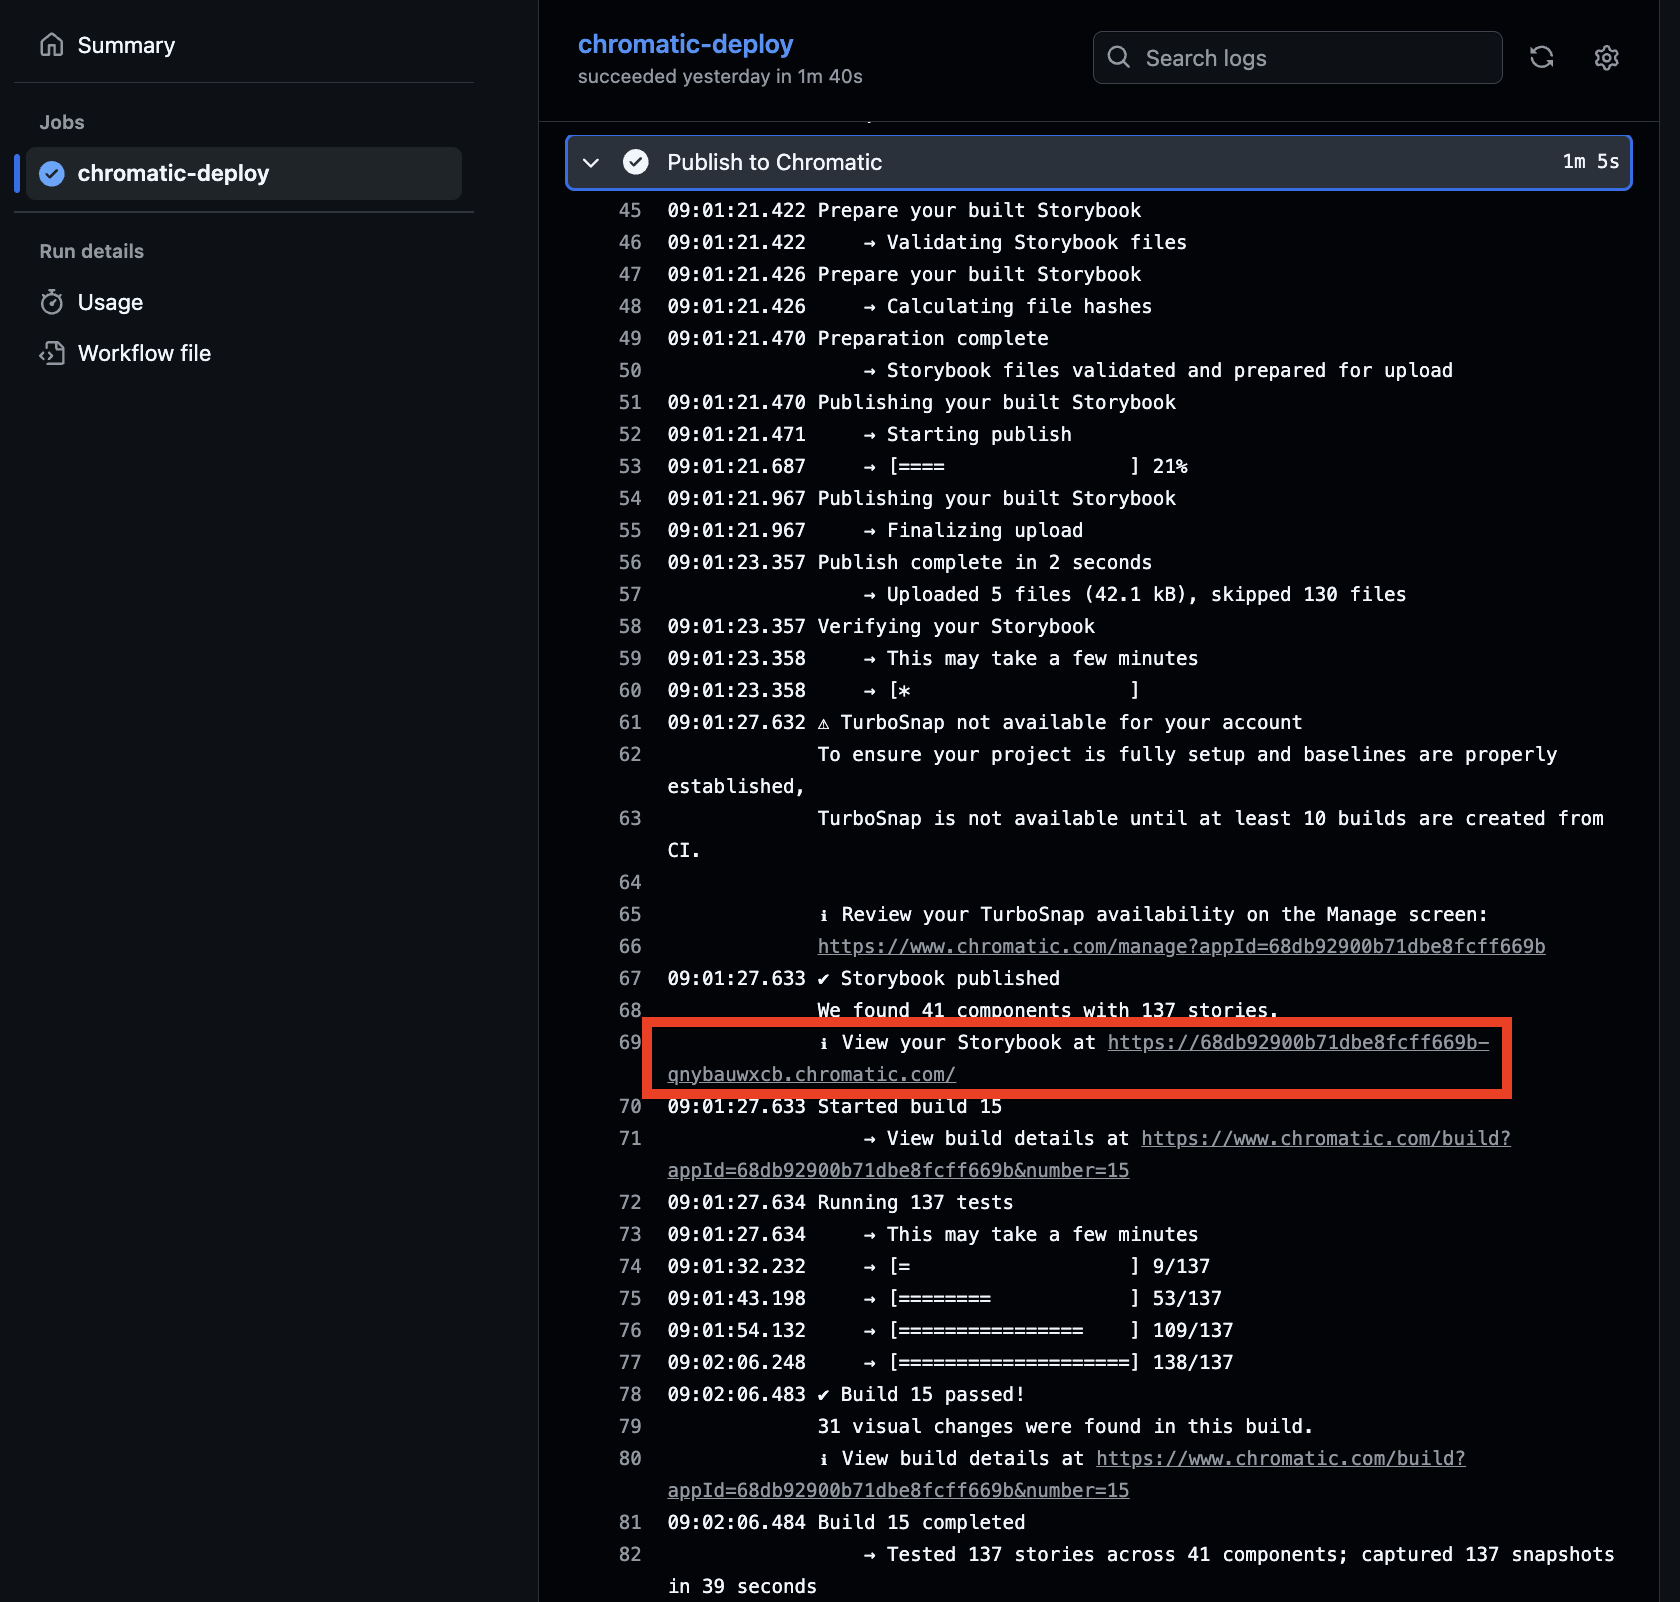 Summary
Jobs
chromatic-deploy
Run details
Usage
Workflow file
chromatic-deploy
succeeded yesterday in 1m 40s
Search logs
Publish to Chromatic 1m 5s
45 09:01:21.422 Prepare your built Storybook
46 09:01:21.422 → Validating Storybook files
47 09:01:21.426 Prepare your built Storybook
48 09:01:21.426 → Calculating file hashes
49 09:01:21.470 Preparation complete
50 → Storybook files validated and prepared for upload
51 09:01:21.470 Publishing your built Storybook
52 09:01:21.471 → Starting publish
53 09:01:21.687 → [==== ] 21%
54 09:01:21.967 Publishing your built Storybook
55 09:01:21.967 → Finalizing upload
56 09:01:23.357 Publish complete in 2 seconds
57 → Uploaded 5 files (42.1 kB), skipped 130 files
58 09:01:23.357 Verifying your Storybook
59 09:01:23.358 → This may take a few minutes
60 09:01:23.358 → [* ]
61 09:01:27.632 ⚠ TurboSnap not available for your account
62 To ensure your project is fully setup and baselines are properly
established,
63 TurboSnap is not available until at least 10 builds are created from
CI.
64
65 ℹ Review your TurboSnap availability on the Manage screen:
66 https://www.chromatic.com/manage?appId=68db92900b71dbe8fcff669b
67 09:01:27.633 ✔ Storybook published
68 We found 41 components with 137 stories.
69 ℹ View your Storybook at https://68db92900b71dbe8fcff669b-
qnybauwxcb.chromatic.com/
70 09:01:27.633 Started build 15
71 → View build details at https://www.chromatic.com/build?
appId=68db92900b71dbe8fcff669b&number=15
72 09:01:27.634 Running 137 tests
73 09:01:27.634 → This may take a few minutes
74 09:01:32.232 → [= ] 9/137
75 09:01:43.198 → [======== ] 53/137
76 09:01:54.132 → [================ ] 109/137
77 09:02:06.248 → [====================] 138/137
78 09:02:06.483 ✔ Build 15 passed!
79 31 visual changes were found in this build.
80 ℹ View build details at https://www.chromatic.com/build?
appId=68db92900b71dbe8fcff669b&number=15
81 09:02:06.484 Build 15 completed
82 → Tested 137 stories across 41 components; captured 137 snapshots
in 39 seconds